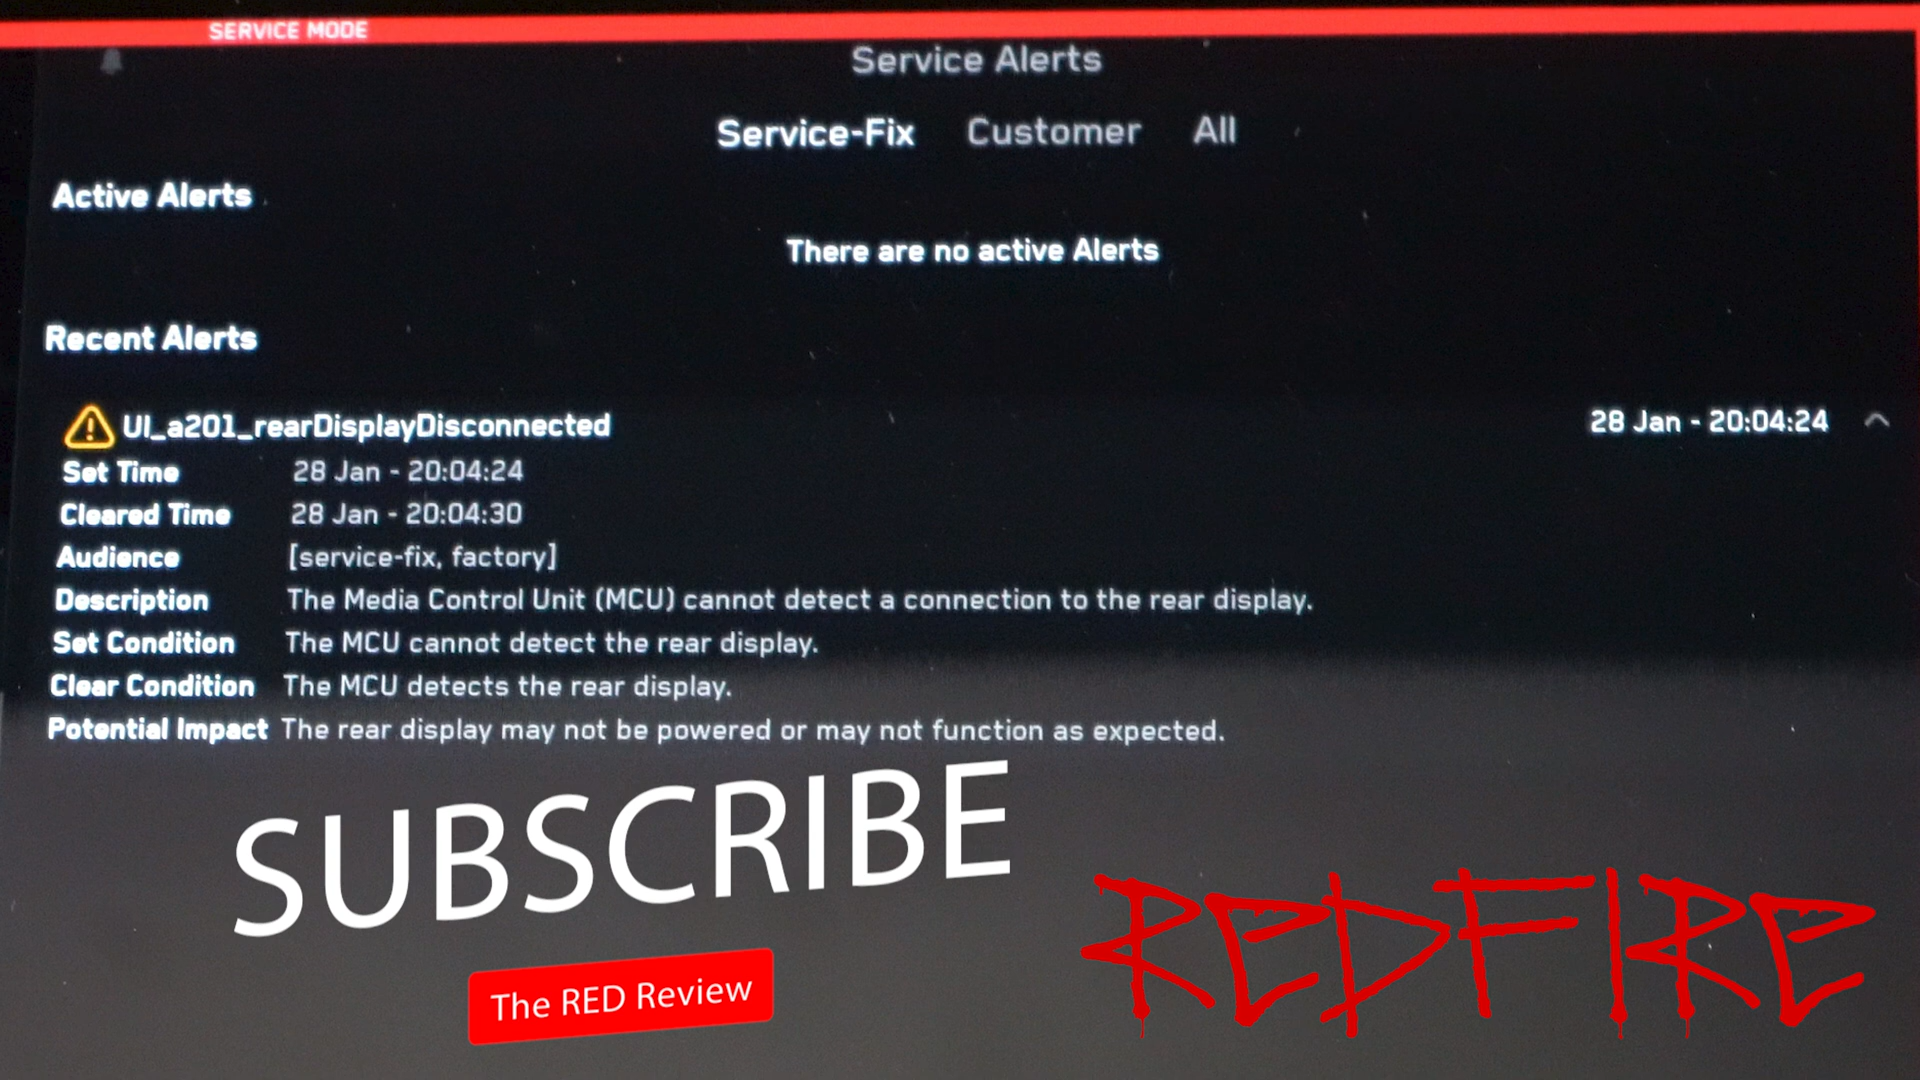 SERVICE MODE
Service Alerts
Service-Fix Customer All
Active Alerts
There are no active Alerts
Recent Alerts
UI_a201_rearDisplayDisconnected 28 Jan - 20:04:24
Set Time 28 Jan - 20:04:24
Cleared Time 28 Jan - 20:04:30
Audience [service-fix, factory]
Description The Media Control Unit (MCU) cannot detect a connection to the rear display.
Set Condition The MCU cannot detect the rear display.
Clear Condition The MCU detects the rear display.
Potential Impact The rear display may not be powered or may not function as expected.
SUBSCRIBE
The RED Review
REDFIRE